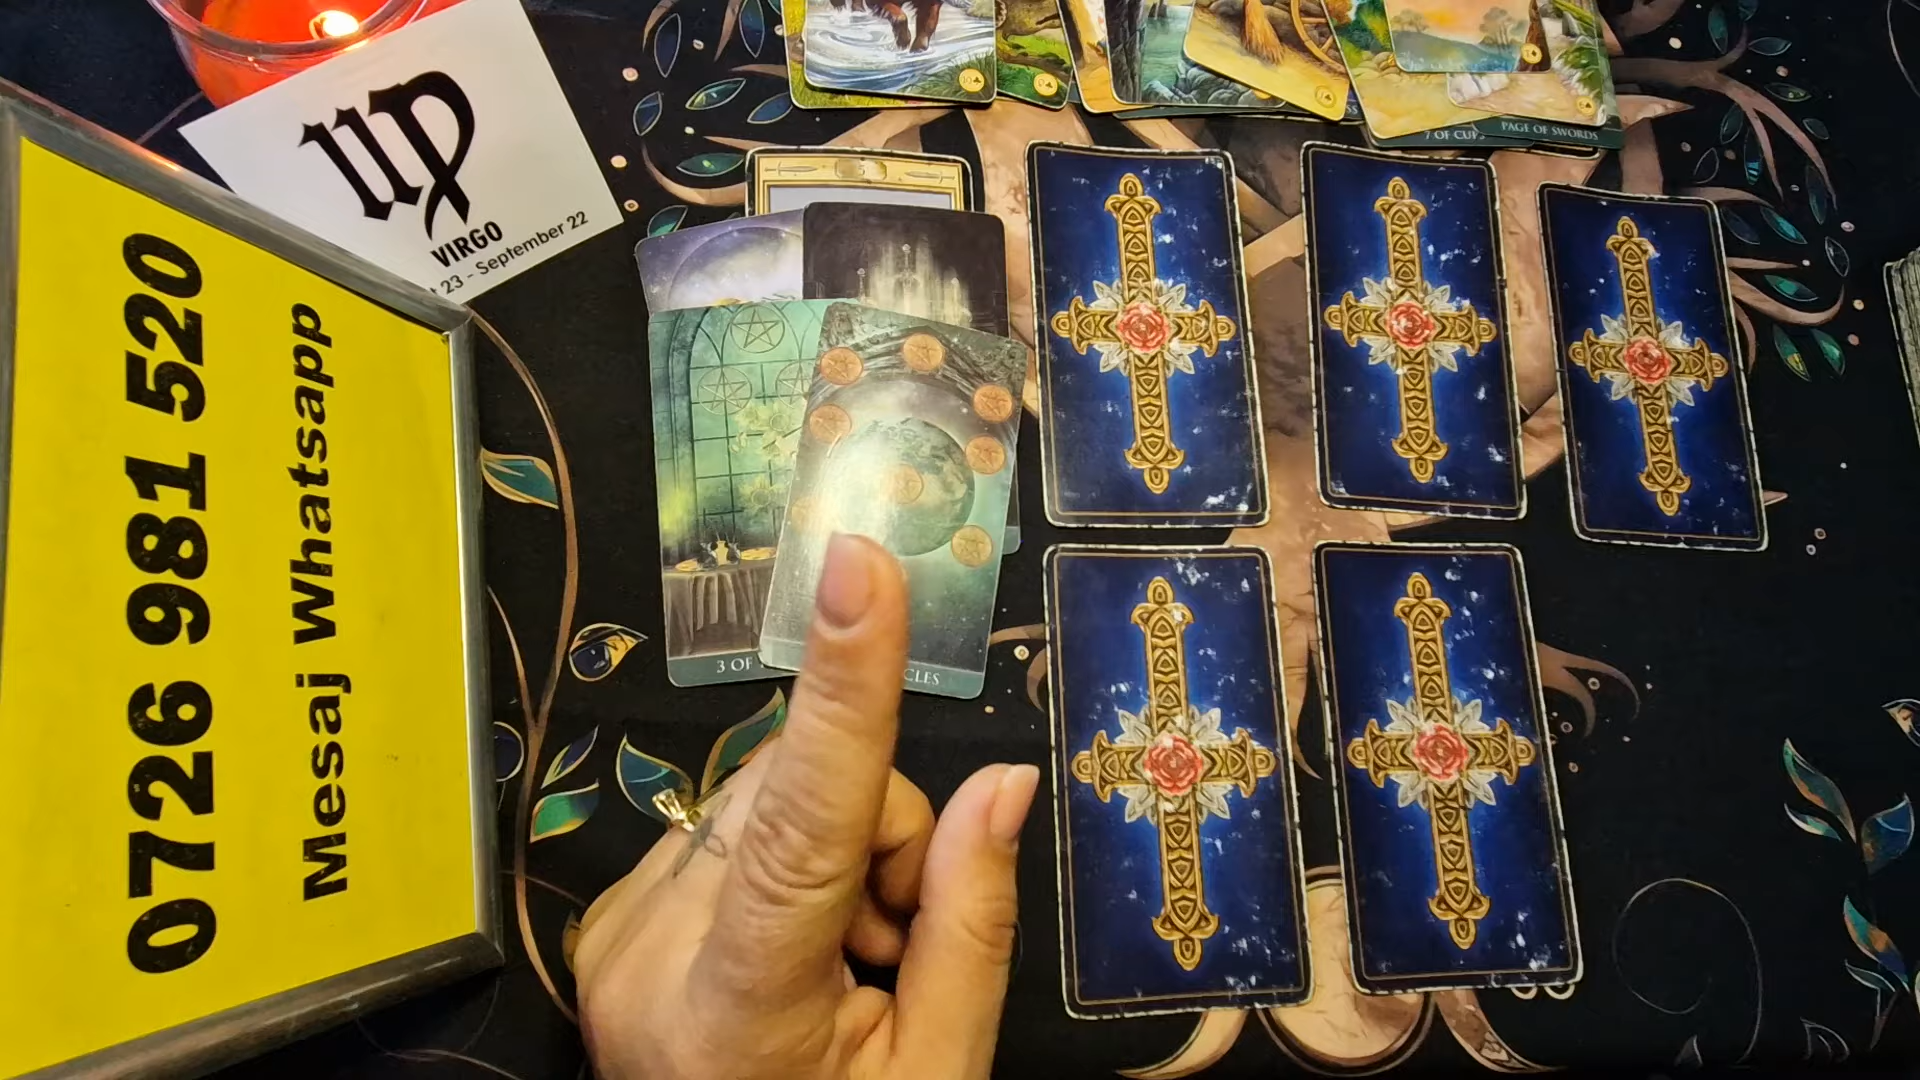 0726 981 520
Mesaj Whatsapp
VIRGO
23 - September 22
7 OF CUPS
PAGE OF SWORDS
3 OF
CLES